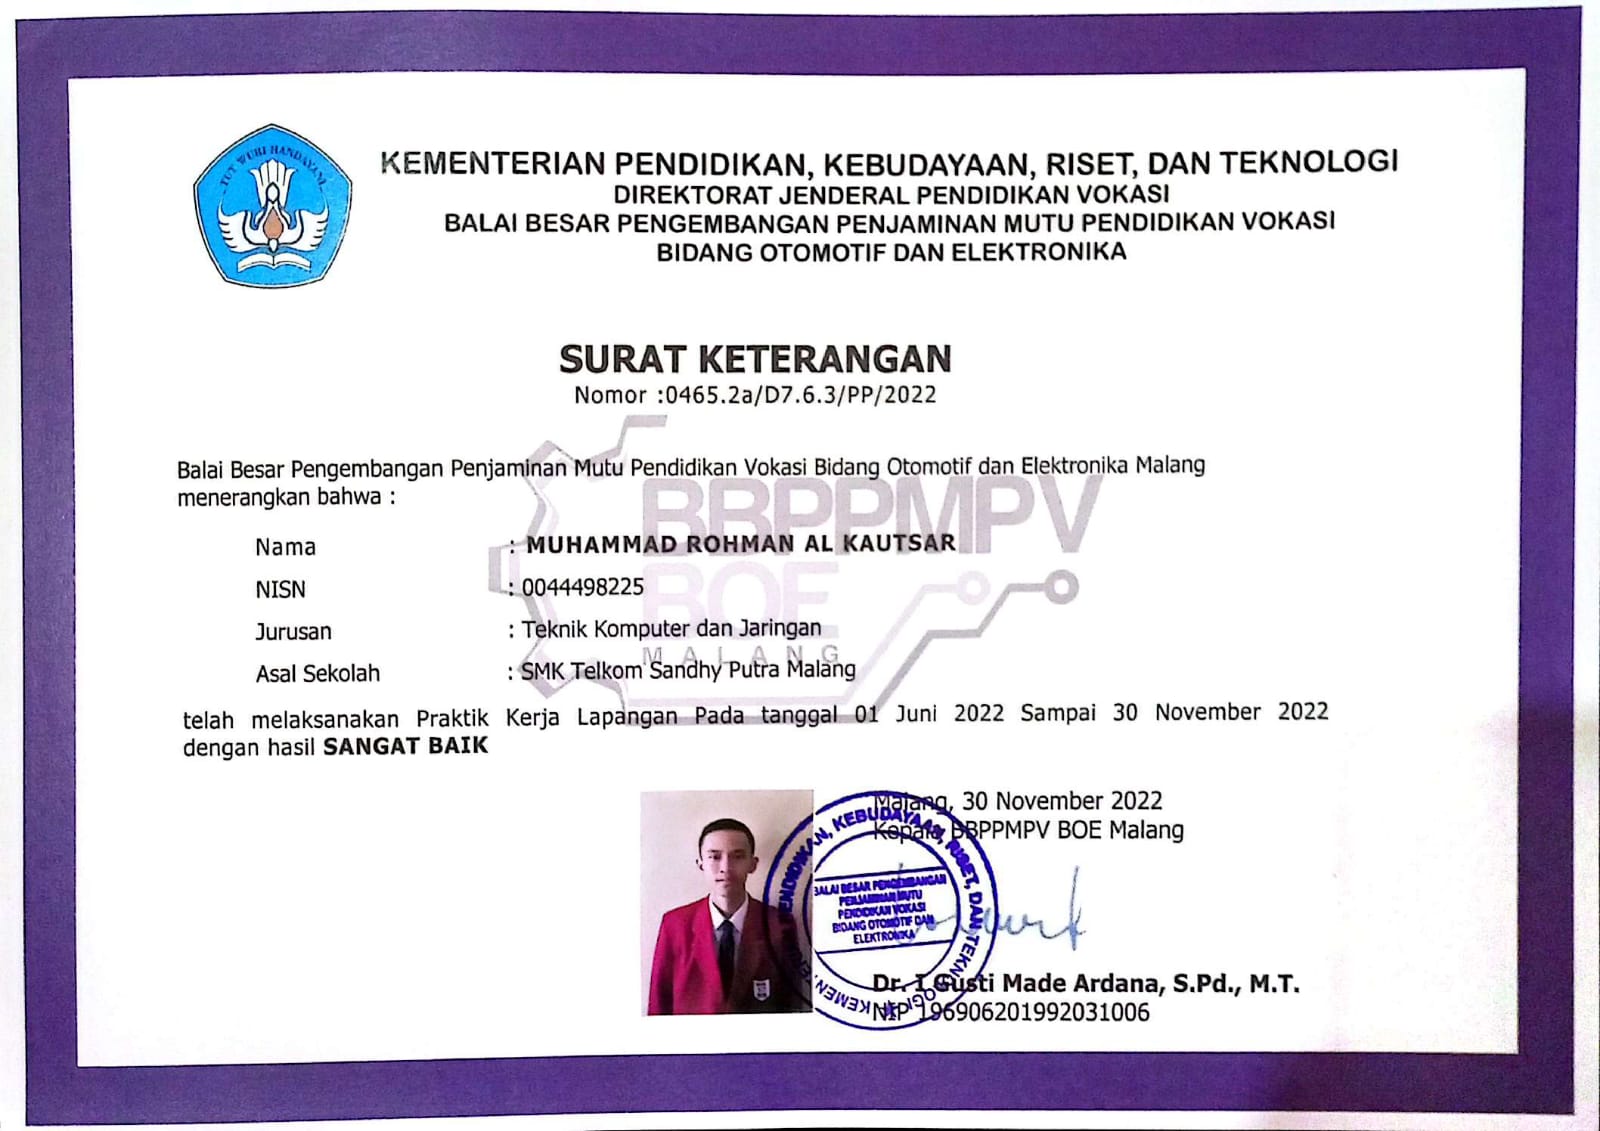 TUT WURI HANDAYANI
KEMENTERIAN PENDIDIKAN, KEBUDAYAAN, RISET, DAN TEKNOLOGI
DIREKTORAT JENDERAL PENDIDIKAN VOKASI
BALAI BESAR PENGEMBANGAN PENJAMINAN MUTU PENDIDIKAN VOKASI
BIDANG OTOMOTIF DAN ELEKTRONIKA
SURAT KETERANGAN
Nomor :0465.2a/D7.6.3/PP/2022
Balai Besar Pengembangan Penjaminan Mutu Pendidikan Vokasi Bidang Otomotif dan Elektronika Malang
menerangkan bahwa :
BBPPMPV
BOE
MALANG
Nama : MUHAMMAD ROHMAN AL KAUTSAR
NISN : 0044498225
Jurusan : Teknik Komputer dan Jaringan
Asal Sekolah : SMK Telkom Sandhy Putra Malang
telah melaksanakan Praktik Kerja Lapangan Pada tanggal 01 Juni 2022 Sampai 30 November 2022
dengan hasil SANGAT BAIK
Malang, 30 November 2022
Kepala BBPPMPV BOE Malang
KEMENTERIAN PENDIDIKAN, KEBUDAYAAN, RISET, DAN TEKNOLOGI
BALAI BESAR PENGEMBANGAN
PENJAMINAN MUTU
PENDIDIKAN VOKASI
BIDANG OTOMOTIF DAN
ELEKTRONIKA
Dr. I Gusti Made Ardana, S.Pd., M.T.
NIP 196906201992031006